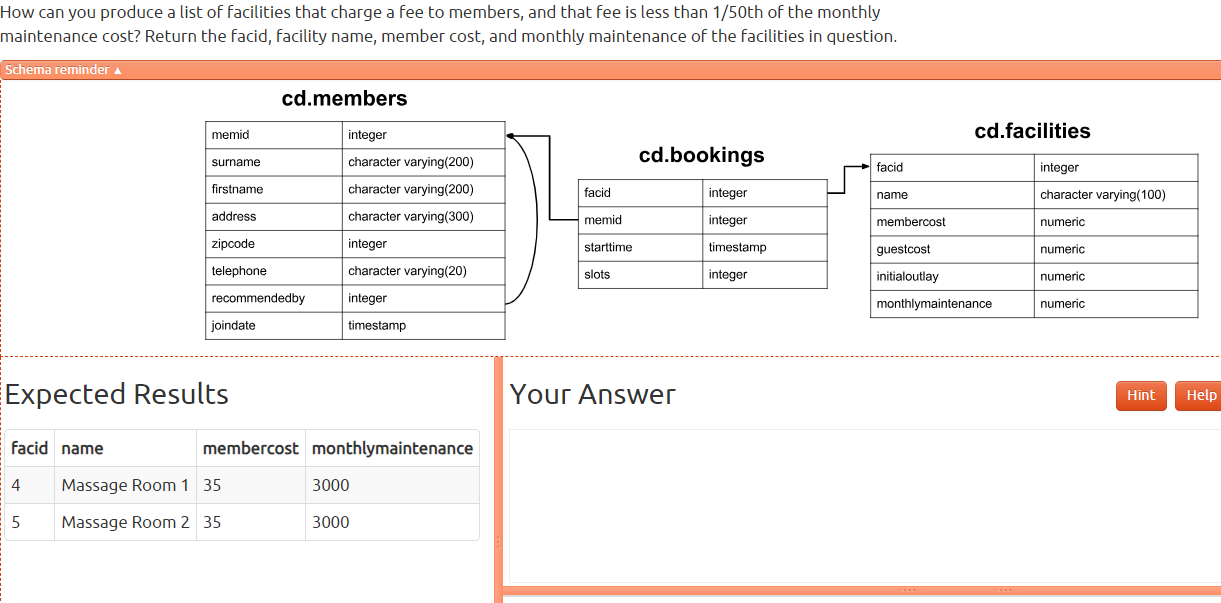 How can you produce a list of facilities that charge a fee to members, and that fee is less than 1/50th of the monthly
maintenance cost? Return the facid, facility name, member cost, and monthly maintenance of the facilities in question.
Schema reminder ▲
cd.members
memid integer
surname character varying(200)
firstname character varying(200)
address character varying(300)
zipcode integer
telephone character varying(20)
recommendedby integer
joindate timestamp
cd.bookings
facid integer
memid integer
starttime timestamp
slots integer
cd.facilities
facid integer
name character varying(100)
membercost numeric
guestcost numeric
initialoutlay numeric
monthlymaintenance numeric
Expected Results
facid name membercost monthlymaintenance
4 Massage Room 1 35 3000
5 Massage Room 2 35 3000
Your Answer
Hint Help